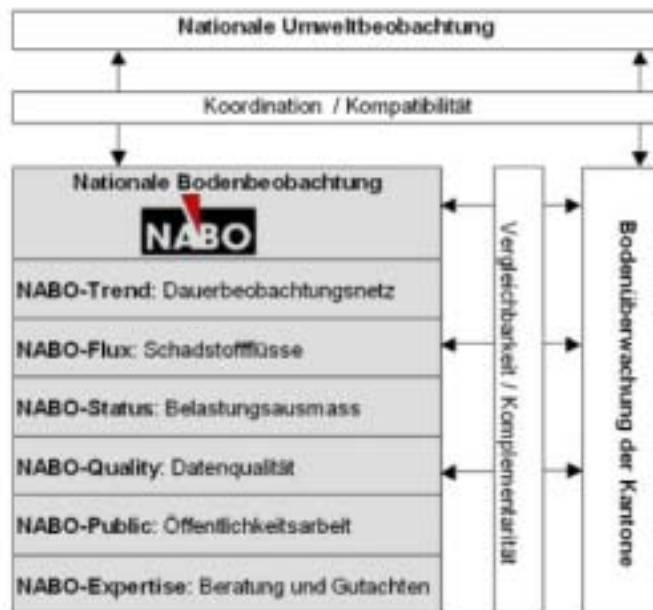 Nationale Umweltbeobachtung
Koordination / Kompatibilität
Nationale Bodenbeobachtung
NABO
NABO-Trend: Dauerbeobachtungsnetz
NABO-Flux: Schadstoffflüsse
NABO-Status: Belastungsausmass
NABO-Quality: Datenqualität
NABO-Public: Öffentlichkeitsarbeit
NABO-Expertise: Beratung und Gutachten
Vergleichbarkeit / Komplementarität
Bodenüberwachung der Kantone